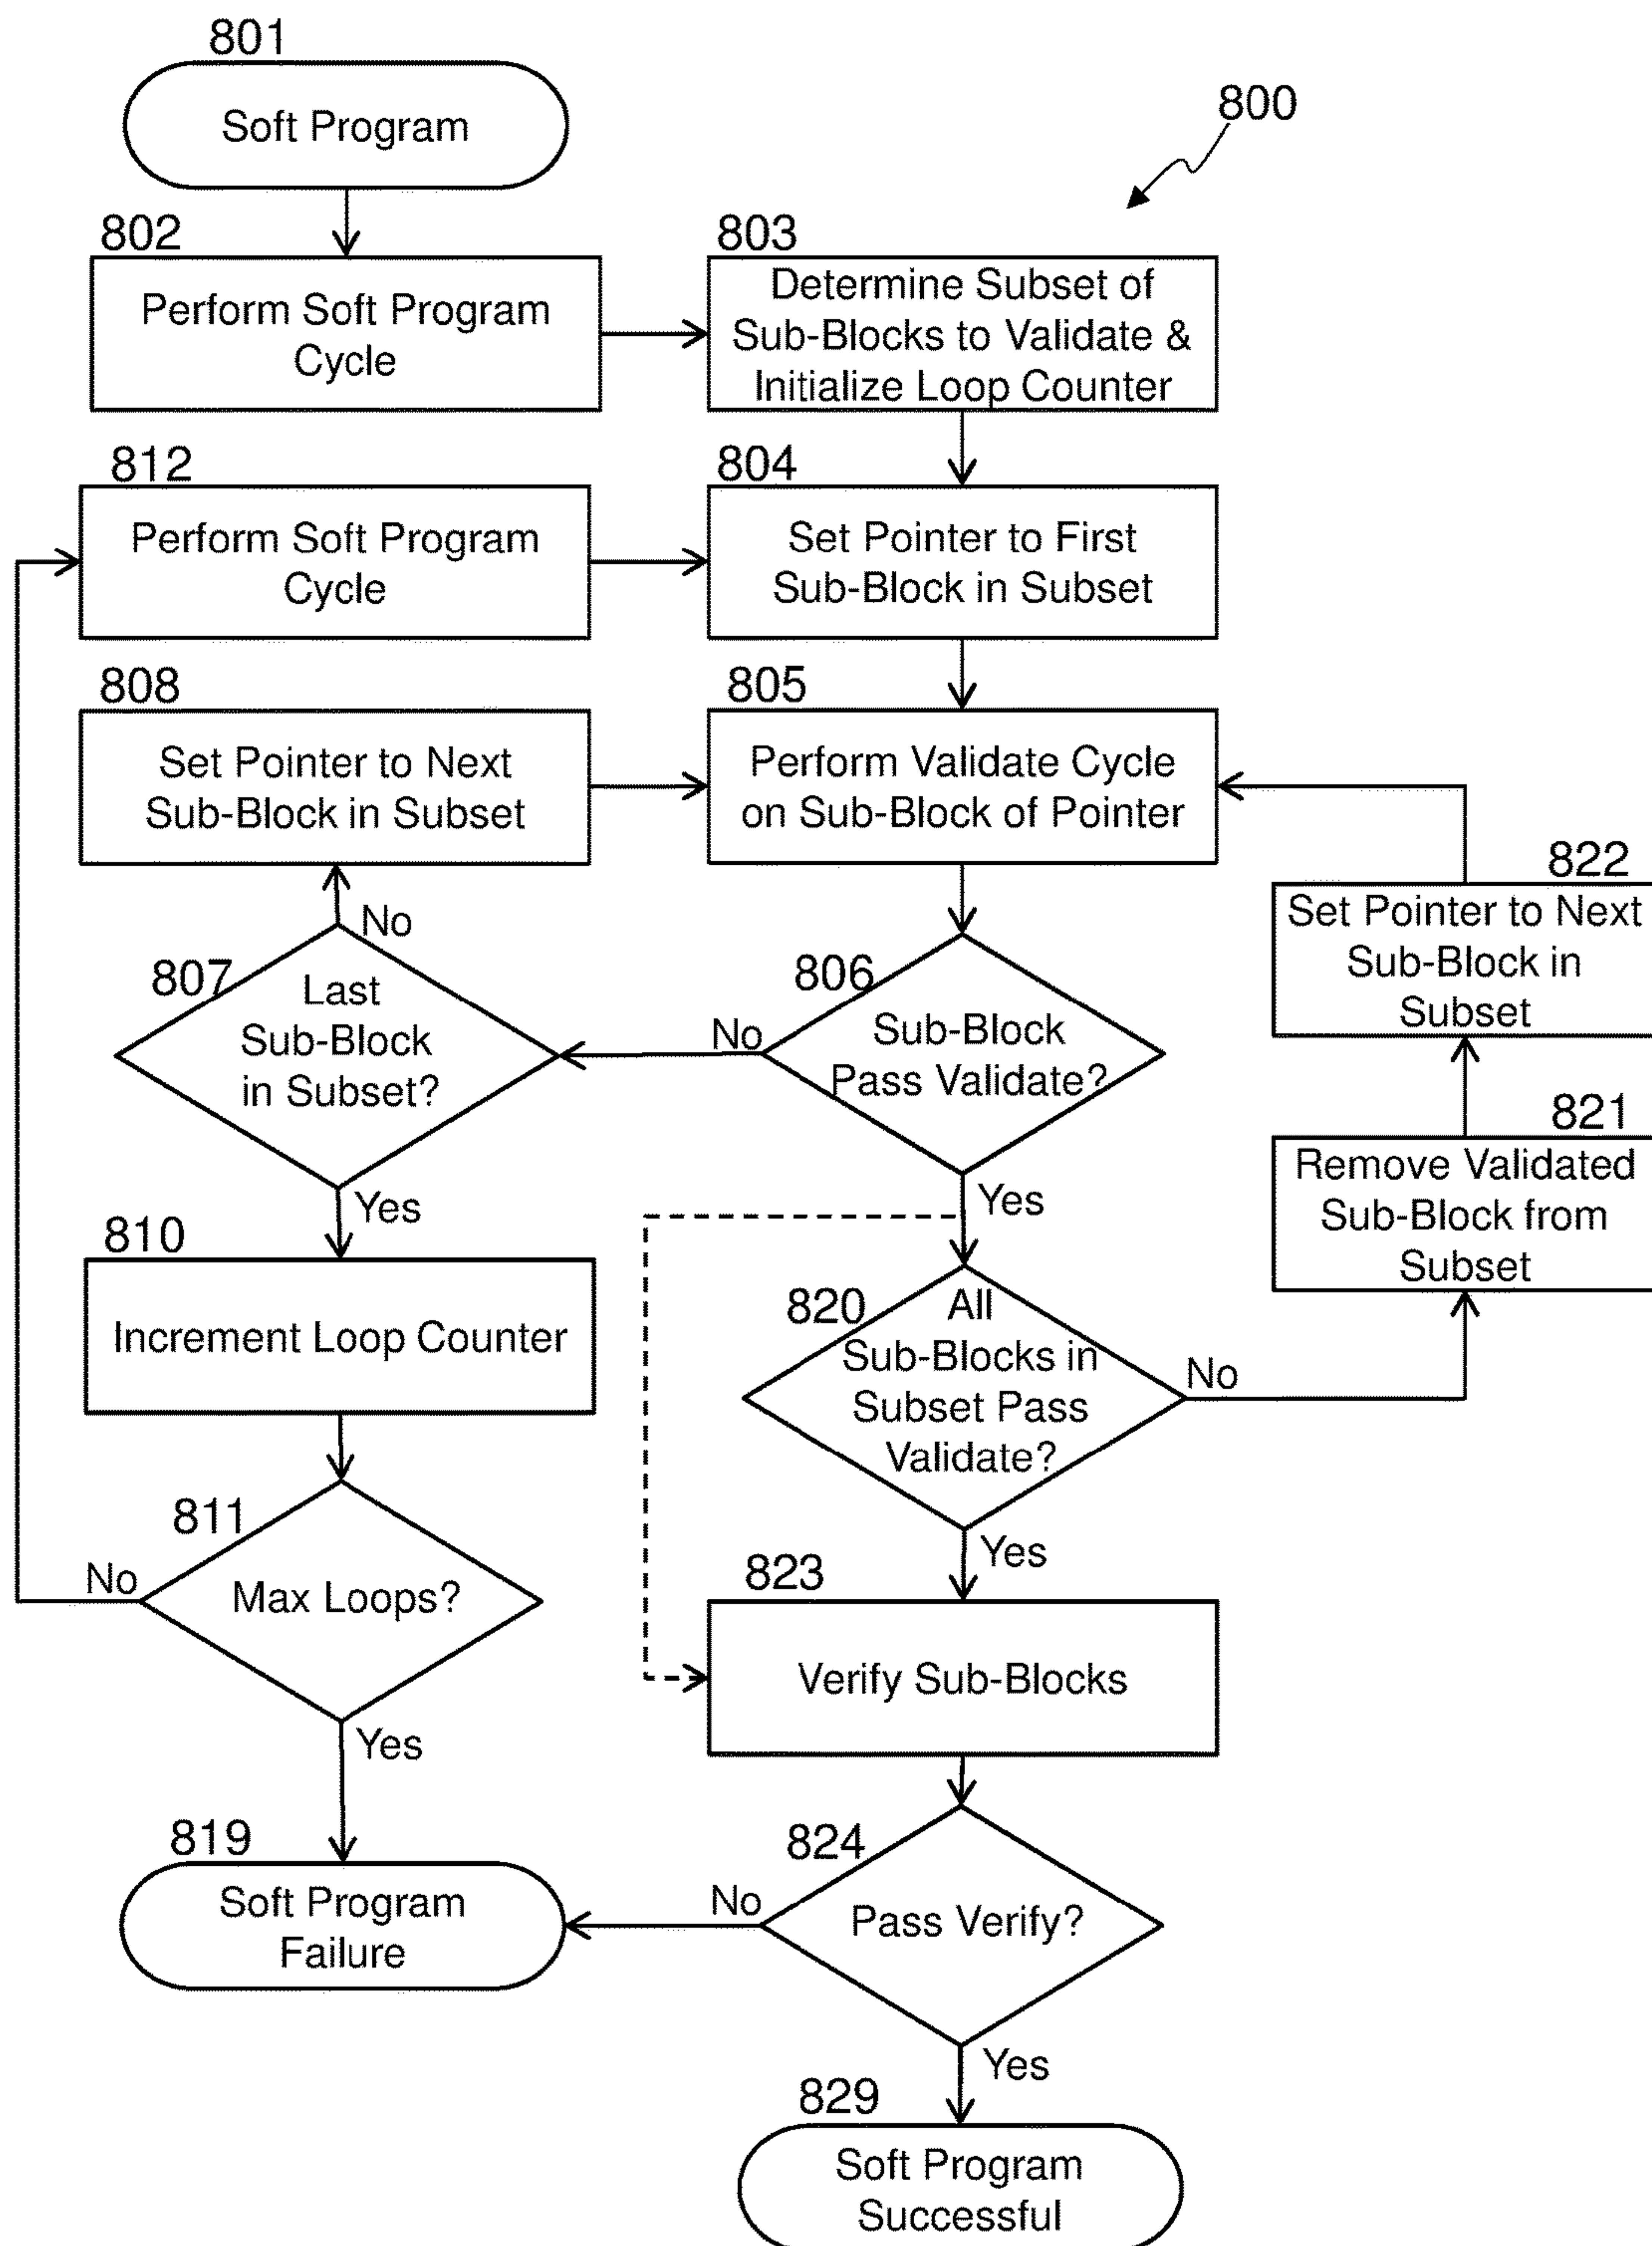 801
Soft Program
800
802
Perform Soft Program
Cycle
803
Determine Subset of
Sub-Blocks to Validate &
Initialize Loop Counter
812
Perform Soft Program
Cycle
804
Set Pointer to First
Sub-Block in Subset
808
Set Pointer to Next
Sub-Block in Subset
805
Perform Validate Cycle
on Sub-Block of Pointer
822
Set Pointer to Next
Sub-Block in
Subset
No
807
Last
Sub-Block
in Subset?
No
806
Sub-Block
Pass Validate?
821
Remove Validated
Sub-Block from
Subset
Yes
Yes
810
Increment Loop Counter
820
All
Sub-Blocks in
Subset Pass
Validate?
No
811
Max Loops?
No
Yes
Yes
823
Verify Sub-Blocks
819
Soft Program
Failure
824
Pass Verify?
No
Yes
829
Soft Program
Successful